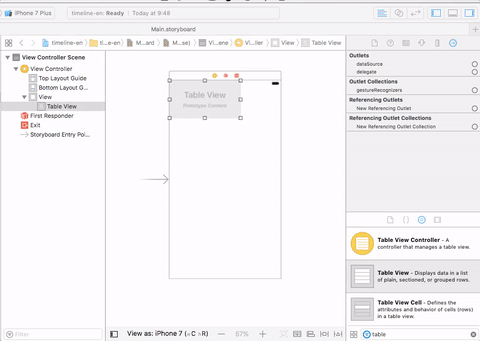 iPhone 7 Plus
timeline-en: Ready | Today at 9:48
Main.storyboard
timeline-en
ti...e-en
M...ard
M...se)
Vi...ene
Vi...ller
View
Table View
View Controller Scene
View Controller
Top Layout Guide
Bottom Layout G...
View
Table View
First Responder
Exit
Storyboard Entry Poi...
Filter
Table View
Prototype Content
View as: iPhone 7 (wC hR)
57%
Outlets
dataSource
delegate
Outlet Collections
gestureRecognizers
Referencing Outlets
New Referencing Outlet
Referencing Outlet Collections
New Referencing Outlet Collection
Table View Controller - A
controller that manages a table view.
Table View - Displays data in a list
of plain, sectioned, or grouped rows.
Table View Cell - Defines the
attributes and behavior of cells (rows)
in a table view.
table